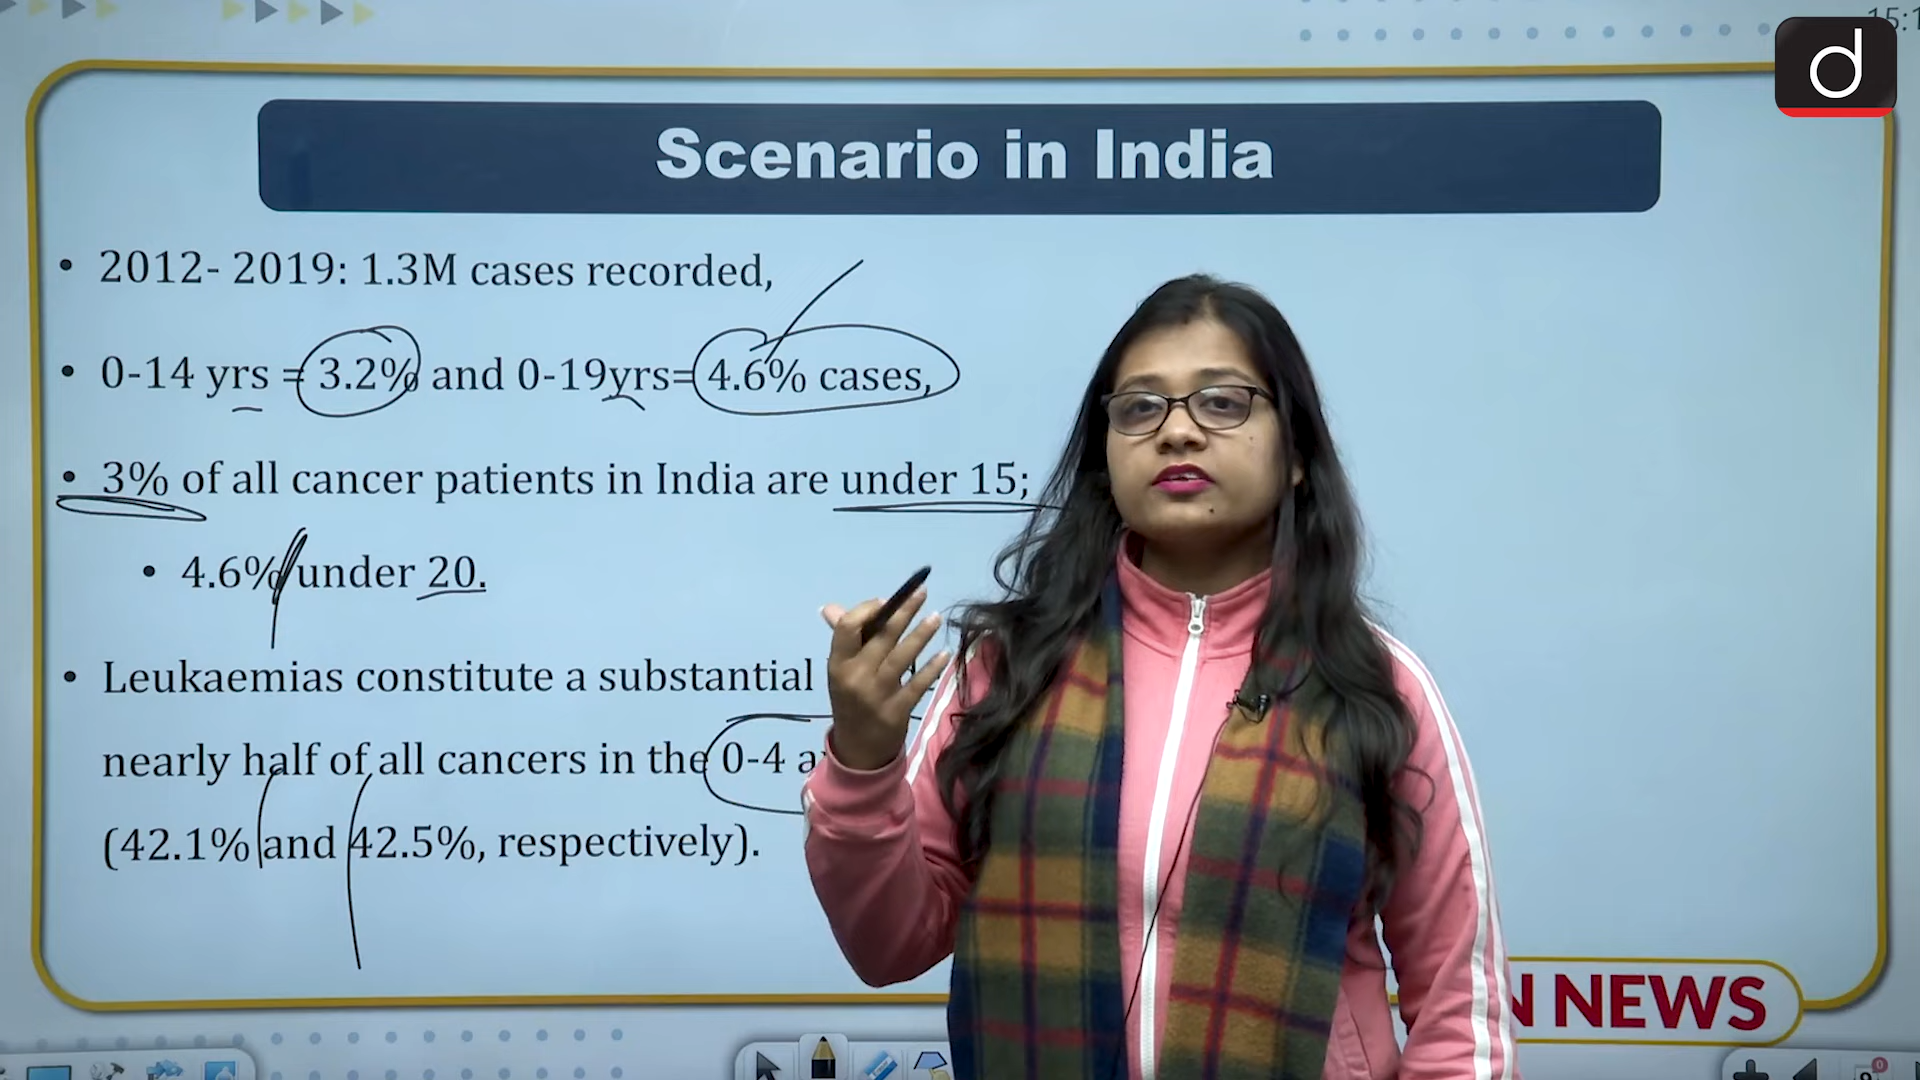 15:1
d
Scenario in India
• 2012- 2019: 1.3M cases recorded,
• 0-14 yrs = 3.2% and 0-19yrs= 4.6% cases,
• 3% of all cancer patients in India are under 15;
• 4.6% under 20.
• Leukaemias constitute a substantial
nearly half of all cancers in the 0-4
(42.1% and 42.5%, respectively).
N NEWS